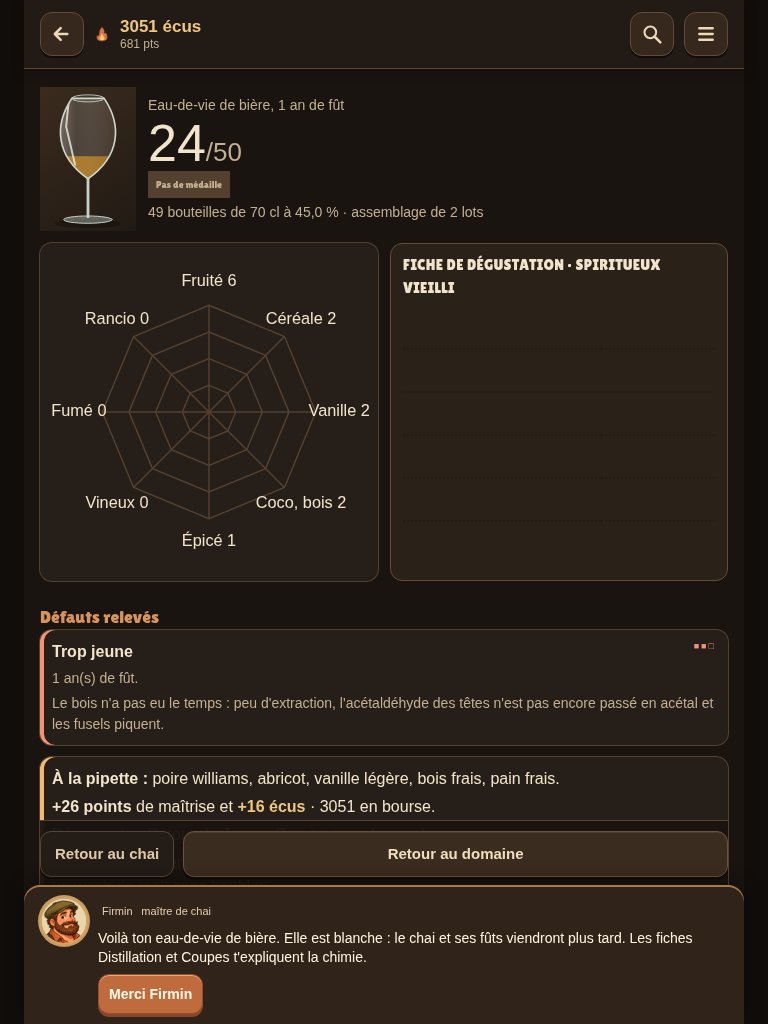 3051 écus
681 pts
Eau-de-vie de bière, 1 an de fût
24/50
Pas de médaille
49 bouteilles de 70 cl à 45,0 % · assemblage de 2 lots
Fruité 6
Rancio 0
Céréale 2
Fumé 0
Vanille 2
Vineux 0
Coco, bois 2
Épicé 1
FICHE DE DÉGUSTATION · SPIRITUEUX
VIEILLI
Défauts relevés
Trop jeune
1 an(s) de fût.
Le bois n'a pas eu le temps : peu d'extraction, l'acétaldéhyde des têtes n'est pas encore passé en acétal et
les fusels piquent.
À la pipette : poire williams, abricot, vanille légère, bois frais, pain frais.
+26 points de maîtrise et +16 écus · 3051 en bourse.
Retour au chai
Retour au domaine
Firmin maître de chai
Voilà ton eau-de-vie de bière. Elle est blanche : le chai et ses fûts viendront plus tard. Les fiches
Distillation et Coupes t'expliquent la chimie.
Merci Firmin